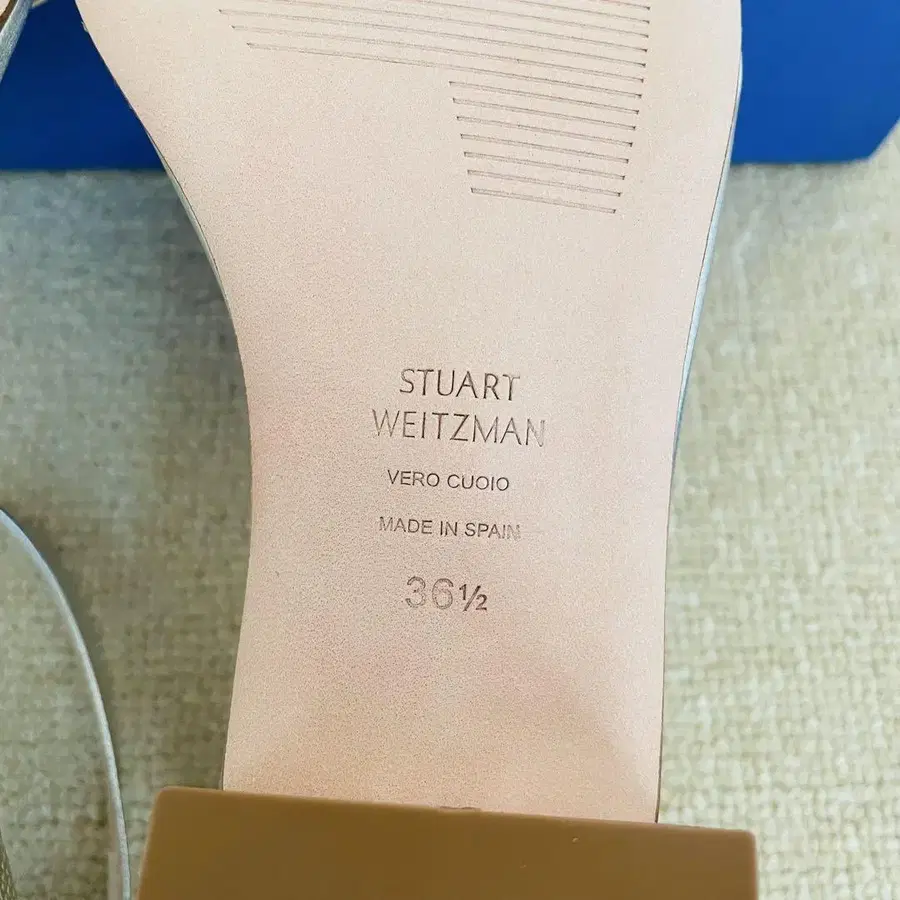 STUART
WEITZMAN
VERO CUOIO
MADE IN SPAIN
36½